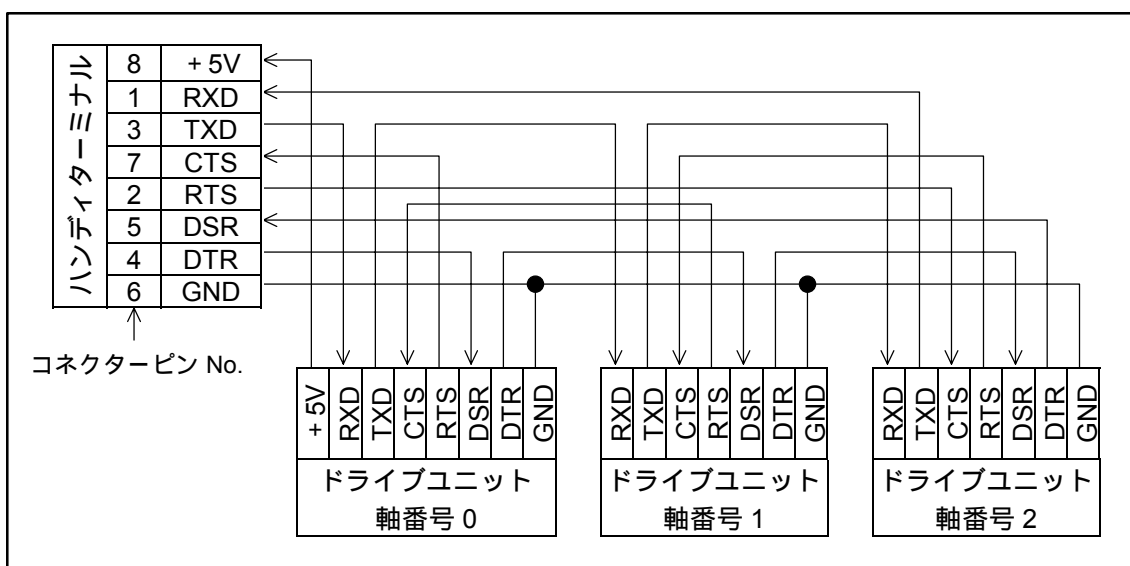 ハンディターミナル
8 +5V
1 RXD
3 TXD
7 CTS
2 RTS
5 DSR
4 DTR
6 GND
コネクターピン No.
+5V RXD TXD CTS RTS DSR DTR GND
ドライブユニット
軸番号 0
RXD TXD CTS RTS DSR DTR GND
ドライブユニット
軸番号 1
RXD TXD CTS RTS DSR DTR GND
ドライブユニット
軸番号 2